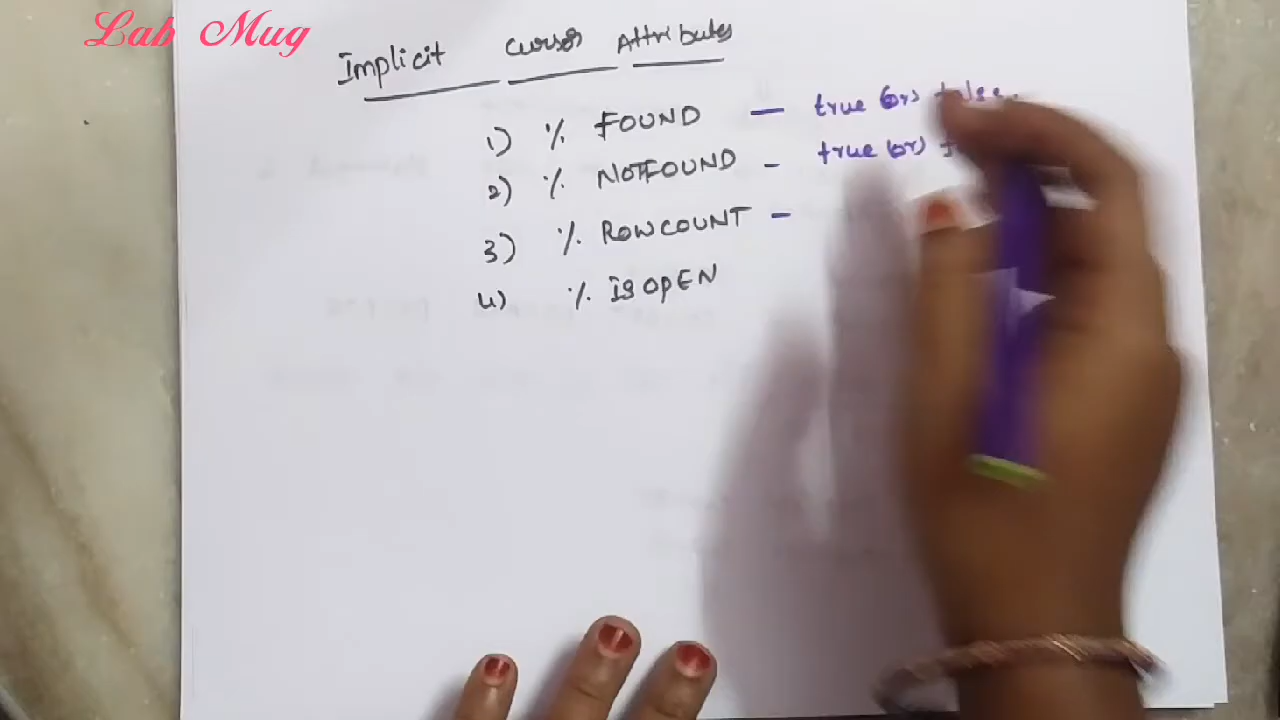 Lab Mug
Implicit Cursor Attributes
1) % FOUND — true (or) false.
2) % NOTFOUND - true (or)
3) % ROWCOUNT -
4) % ISOPEN